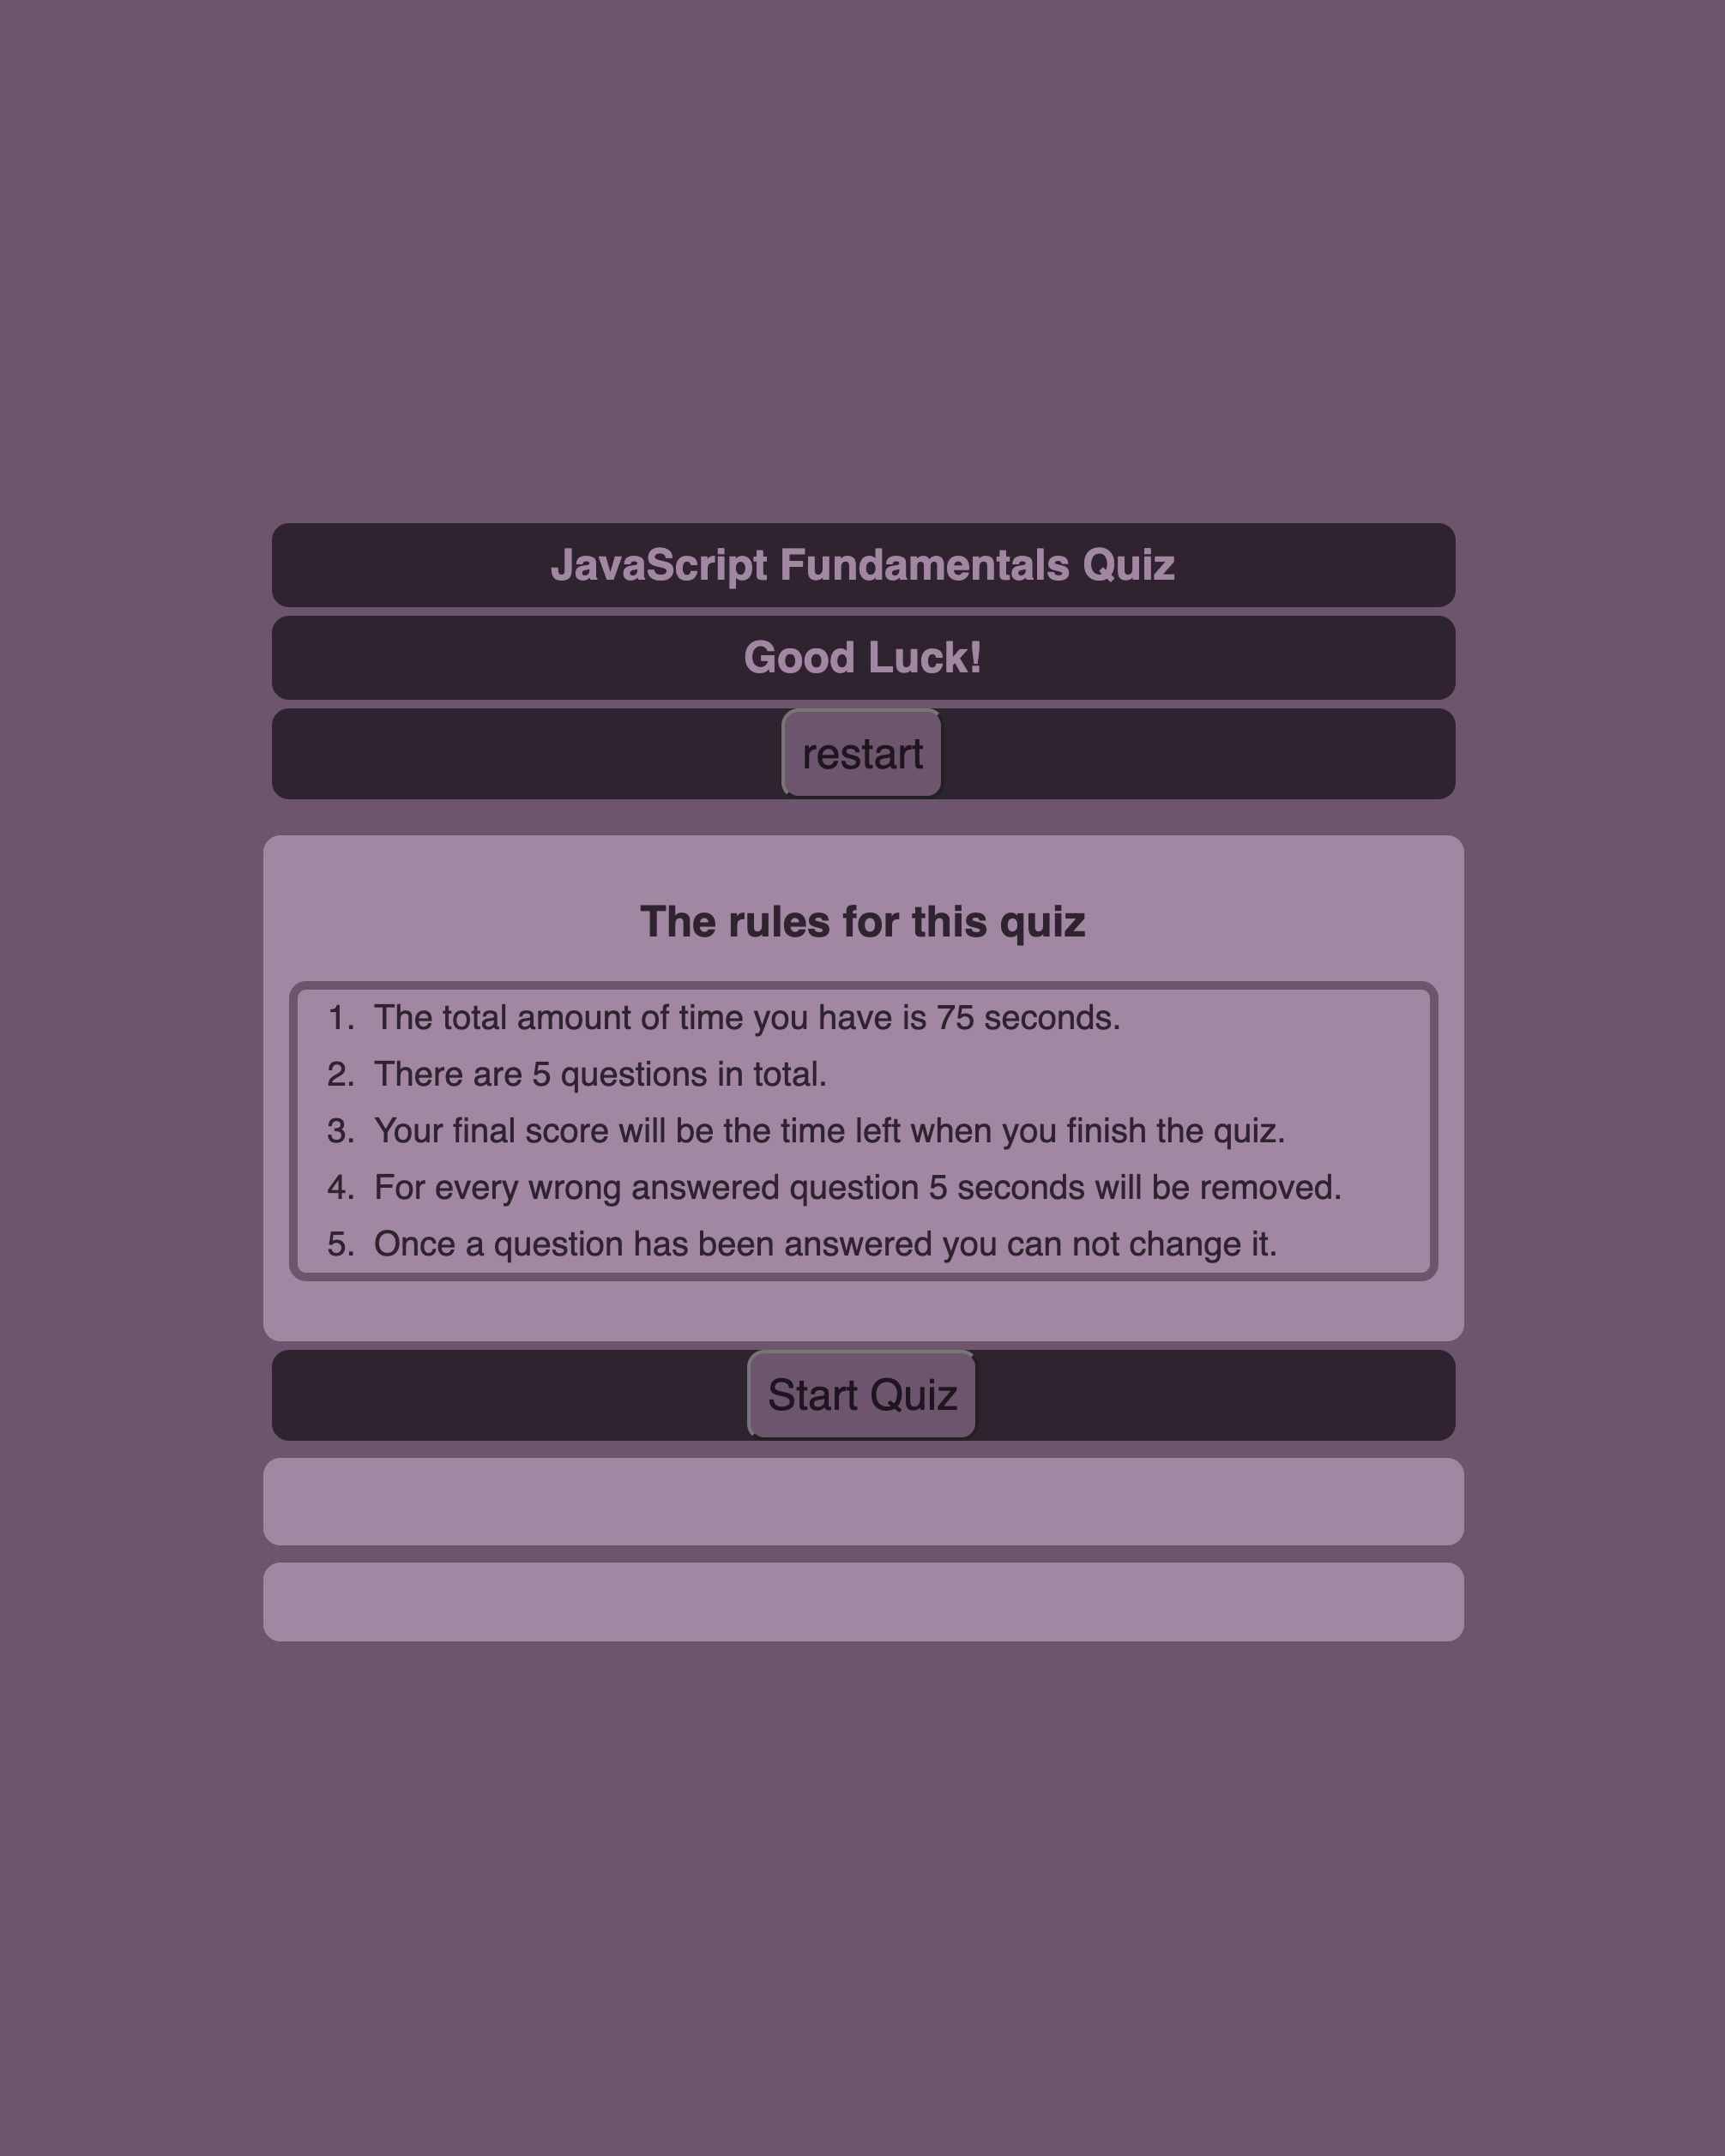 JavaScript Fundamentals Quiz
Good Luck!
restart
The rules for this quiz
1. The total amount of time you have is 75 seconds.
2. There are 5 questions in total.
3. Your final score will be the time left when you finish the quiz.
4. For every wrong answered question 5 seconds will be removed.
5. Once a question has been answered you can not change it.
Start Quiz